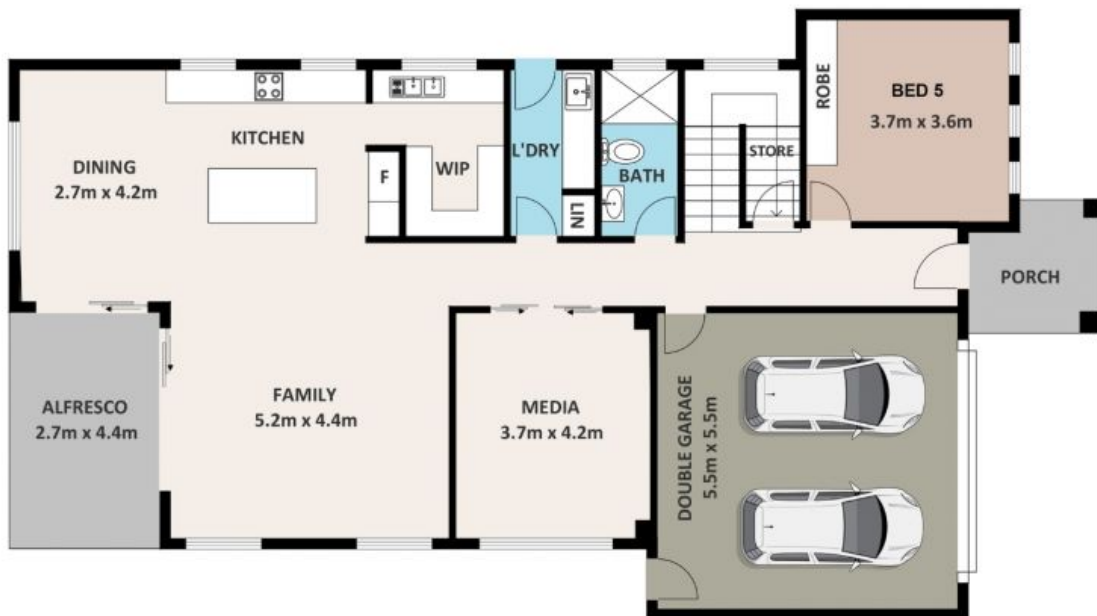 ROBE
BED 5
3.7m x 3.6m
KITCHEN
DINING
2.7m x 4.2m
F
WIP
L'DRY
LIN
BATH
STORE
PORCH
ALFRESCO
2.7m x 4.4m
FAMILY
5.2m x 4.4m
MEDIA
3.7m x 4.2m
DOUBLE GARAGE
5.5m x 5.5m